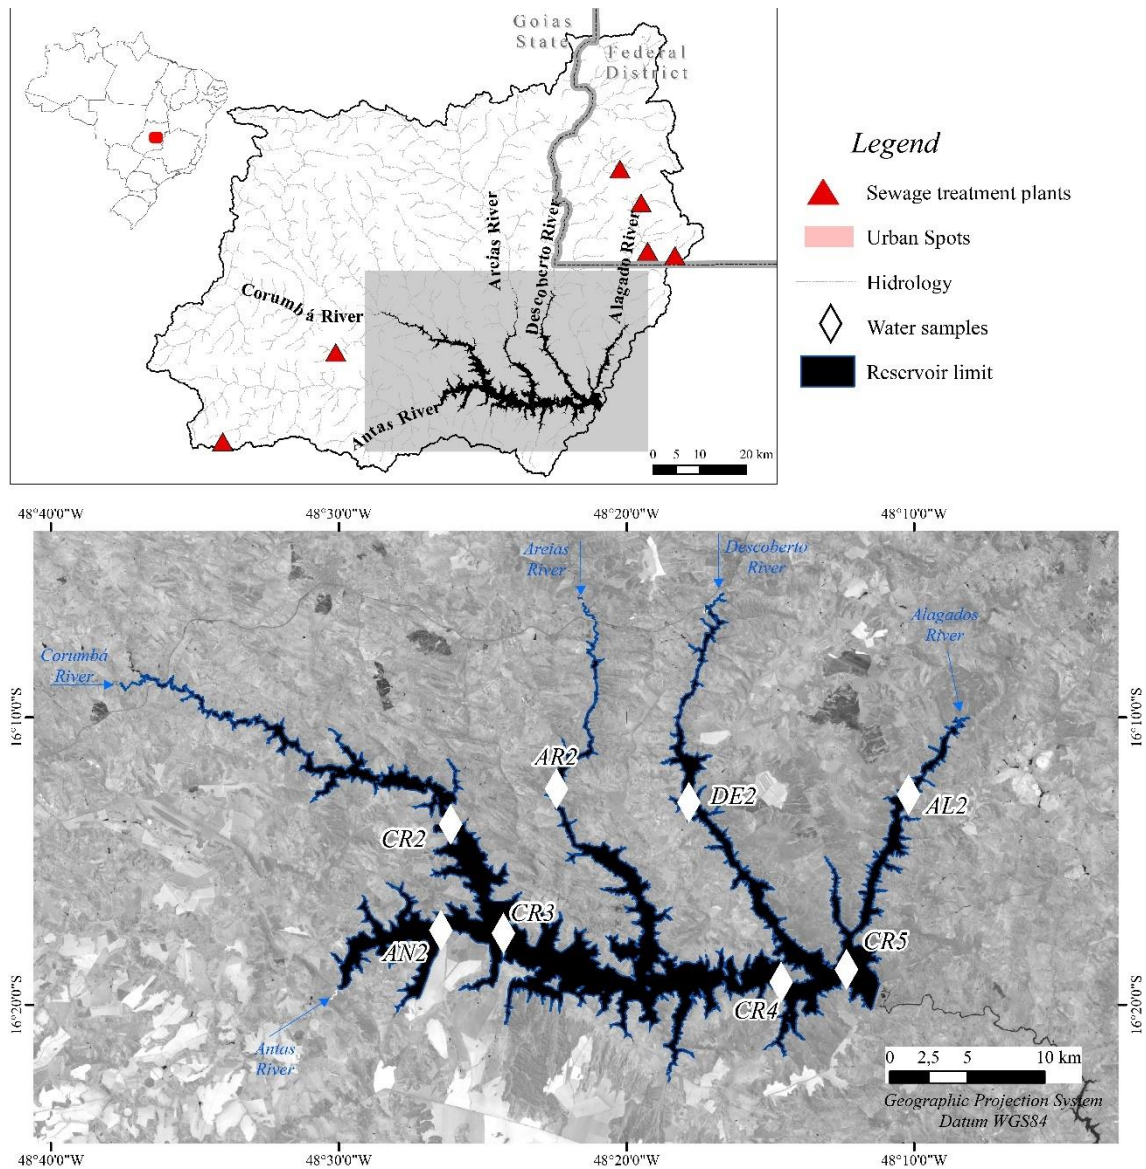 Goias
State
Federal
District
Areias River
Descoberto River
Alagado River
Corumbá River
Antas River
0 5 10 20 km
Legend
Sewage treatment plants
Urban Spots
Hidrology
Water samples
Reservoir limit
48°40'0"W 48°30'0"W 48°20'0"W 48°10'0"W
Areias
River
Descoberto
River
Alagados
River
Corumbá
River
16°10'0"S 16°10'0"S
AR2
DE2
AL2
CR2
CR3
AN2
CR5
CR4
16°20'0"S 16°20'0"S
Antas
River
0 2,5 5 10 km
Geographic Projection System
Datum WGS84
48°40'0"W 48°30'0"W 48°20'0"W 48°10'0"W